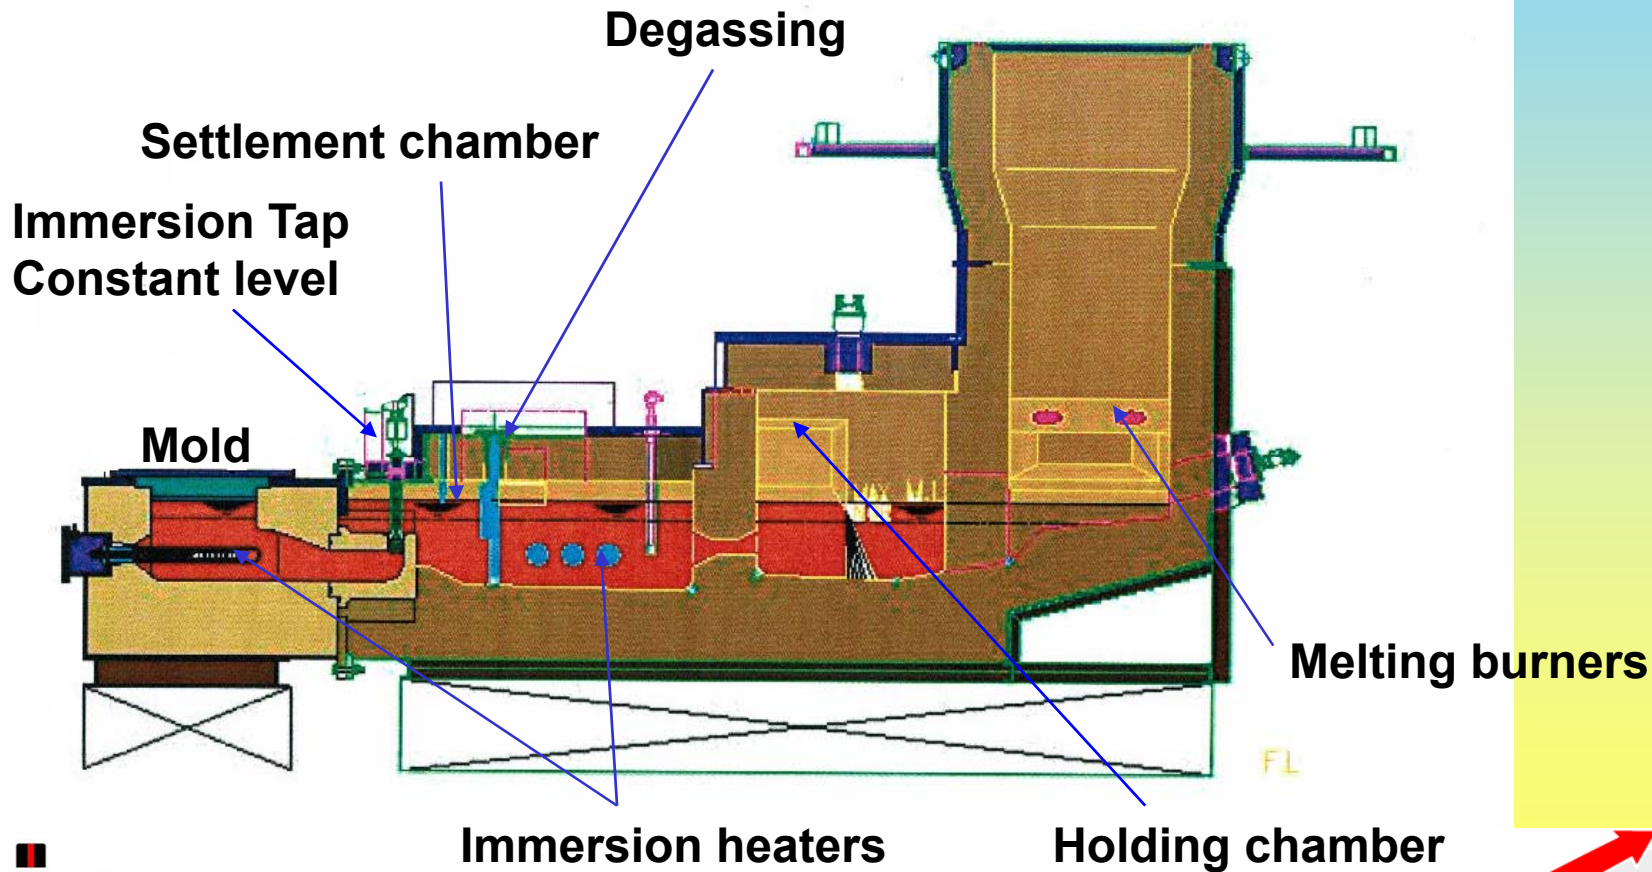 Degassing
Settlement chamber
Immersion Tap
Constant level
Mold
Melting burners
FL
Immersion heaters
Holding chamber